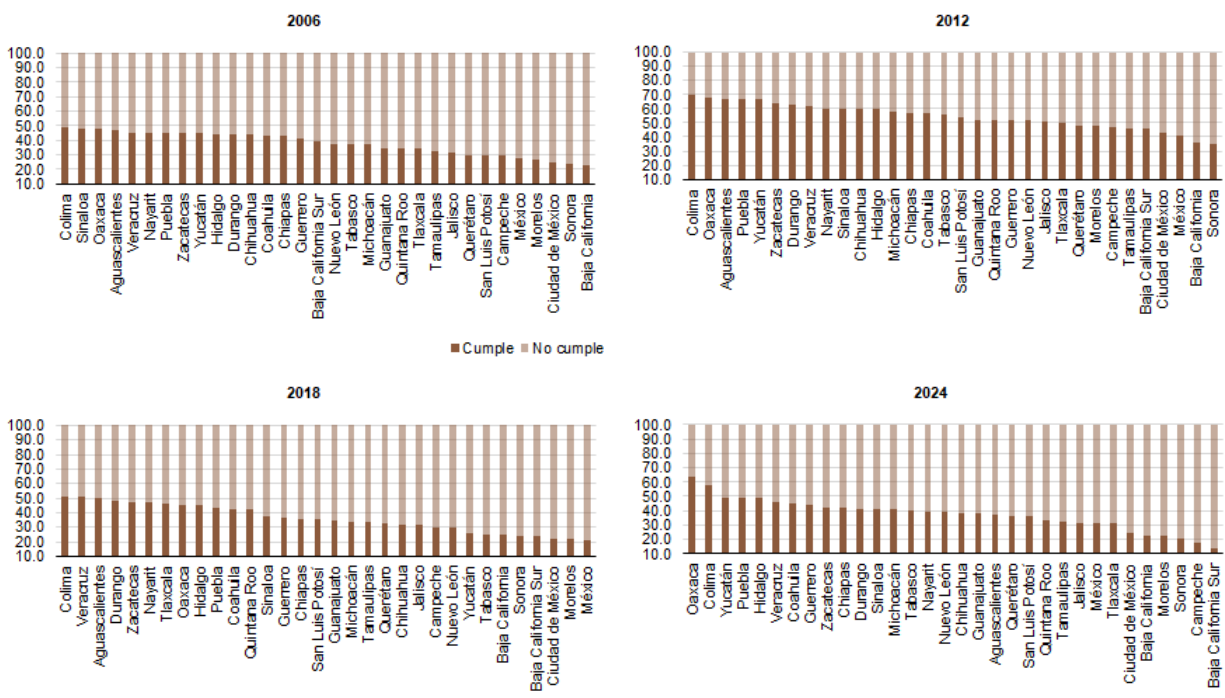 2006
100.0
90.0
80.0
70.0
60.0
50.0
40.0
30.0
20.0
10.0
Colima
Sinaloa
Oaxaca
Aguascalientes
Veracruz
Nayarit
Puebla
Zacatecas
Yucatán
Hidalgo
Durango
Chihuahua
Coahuila
Chiapas
Guerrero
Baja California Sur
Nuevo León
Tabasco
Michoacán
Guanajuato
Quintana Roo
Tlaxcala
Tamaulipas
Jalisco
Querétaro
San Luis Potosí
Campeche
México
Morelos
Ciudad de México
Sonora
Baja California
2012
100.0
90.0
80.0
70.0
60.0
50.0
40.0
30.0
20.0
10.0
Colima
Oaxaca
Aguascalientes
Puebla
Yucatán
Zacatecas
Durango
Veracruz
Nayarit
Sinaloa
Chihuahua
Hidalgo
Michoacán
Chiapas
Coahuila
Tabasco
San Luis Potosí
Guanajuato
Quintana Roo
Guerrero
Nuevo León
Jalisco
Tlaxcala
Querétaro
Morelos
Campeche
Tamaulipas
Baja California Sur
Ciudad de México
México
Baja California
Sonora
Cumple No cumple
2018
100.0
90.0
80.0
70.0
60.0
50.0
40.0
30.0
20.0
10.0
Colima
Veracruz
Aguascalientes
Durango
Zacatecas
Nayarit
Tlaxcala
Oaxaca
Hidalgo
Puebla
Coahuila
Quintana Roo
Sinaloa
Guerrero
Chiapas
San Luis Potosí
Guanajuato
Michoacán
Tamaulipas
Querétaro
Chihuahua
Jalisco
Campeche
Nuevo León
Yucatán
Tabasco
Baja California
Sonora
Baja California Sur
Ciudad de México
Morelos
México
2024
100.0
90.0
80.0
70.0
60.0
50.0
40.0
30.0
20.0
10.0
Oaxaca
Colima
Yucatán
Puebla
Hidalgo
Veracruz
Coahuila
Guerrero
Zacatecas
Chiapas
Durango
Sinaloa
Michoacán
Tabasco
Nayarit
Nuevo León
Chihuahua
Guanajuato
Aguascalientes
Querétaro
San Luis Potosí
Quintana Roo
Tamaulipas
Jalisco
México
Tlaxcala
Ciudad de México
Baja California
Morelos
Sonora
Campeche
Baja California Sur